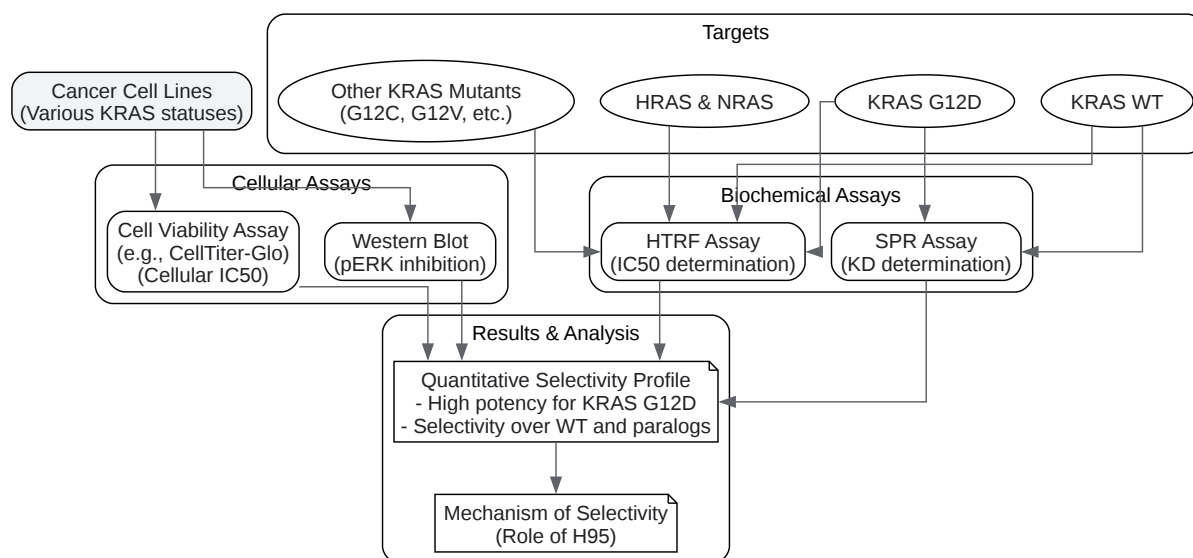 Targets
Cancer Cell Lines
(Various KRAS statuses)
Other KRAS Mutants
(G12C, G12V, etc.)
HRAS & NRAS
KRAS G12D
KRAS WT
Cellular Assays
Cell Viability Assay
(e.g., CellTiter-Glo)
(Cellular IC50)
Western Blot
(pERK inhibition)
Biochemical Assays
HTRF Assay
(IC50 determination)
SPR Assay
(KD determination)
Results & Analysis
Quantitative Selectivity Profile
- High potency for KRAS G12D
- Selectivity over WT and paralogs
Mechanism of Selectivity
(Role of H95)